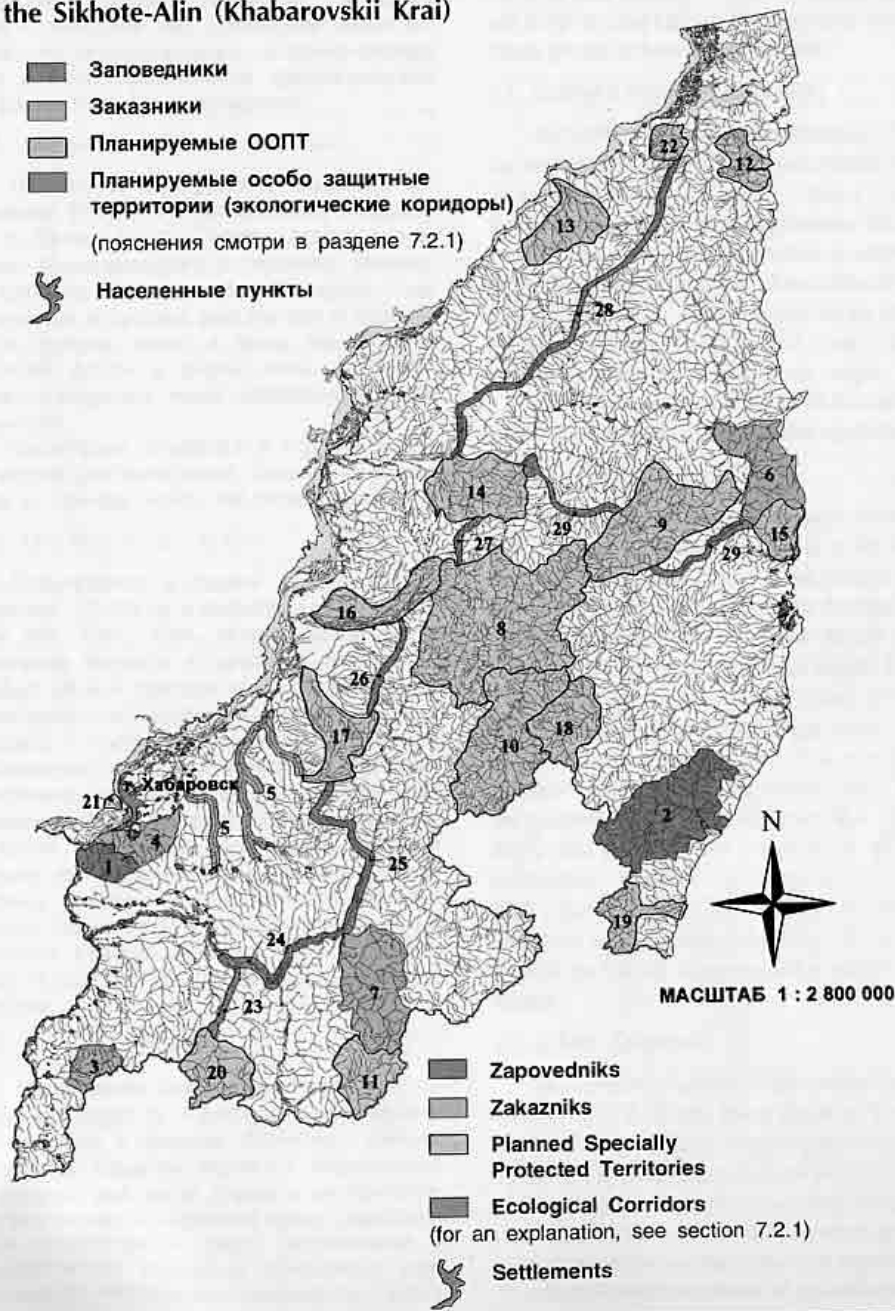 the Sikhote-Alin (Khabarovskii Krai)
Заповедники
Заказники
Планируемые ООПТ
Планируемые особо защитные
территории (экологические коридоры)
(пояснения смотри в разделе 7.2.1)
Населенные пункты
22
12
13
28
6
14
9
15
29
27
29
16
8
26
17
10
18
Хабаровск
21
5
5
4
2
1
25
N
19
24
МАСШТАБ 1 : 2 800 000
7
23
3
20
11
Zapovedniks
Zakazniks
Planned Specially
Protected Territories
Ecological Corridors
(for an explanation, see section 7.2.1)
Settlements